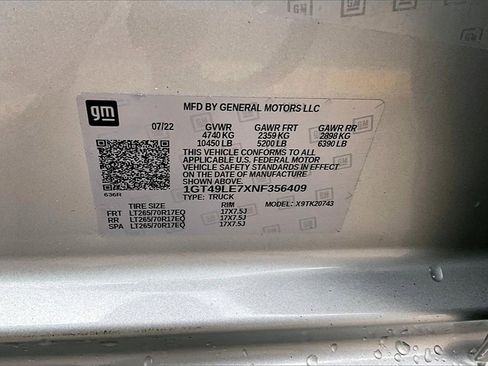 gm
MFD BY GENERAL MOTORS LLC
07/22 GVWR GAWR FRT GAWR RR
4740 KG 2359 KG 2898 KG
10450 LB 5200 LB 6390 LB
THIS VEHICLE CONFORMS TO ALL
APPLICABLE U.S. FEDERAL MOTOR
VEHICLE SAFETY STANDARDS IN EFFECT
ON THE DATE OF MANUFACTURE
SHOWN ABOVE.
1GT49LE7XNF356409
636R TYPE: TRUCK MODEL: X9TK20743
TIRE SIZE RIM
FRT LT265/70R17EQ 17X7.5J
RR LT265/70R17EQ 17X7.5J
SPA LT265/70R17EQ 17X7.5J